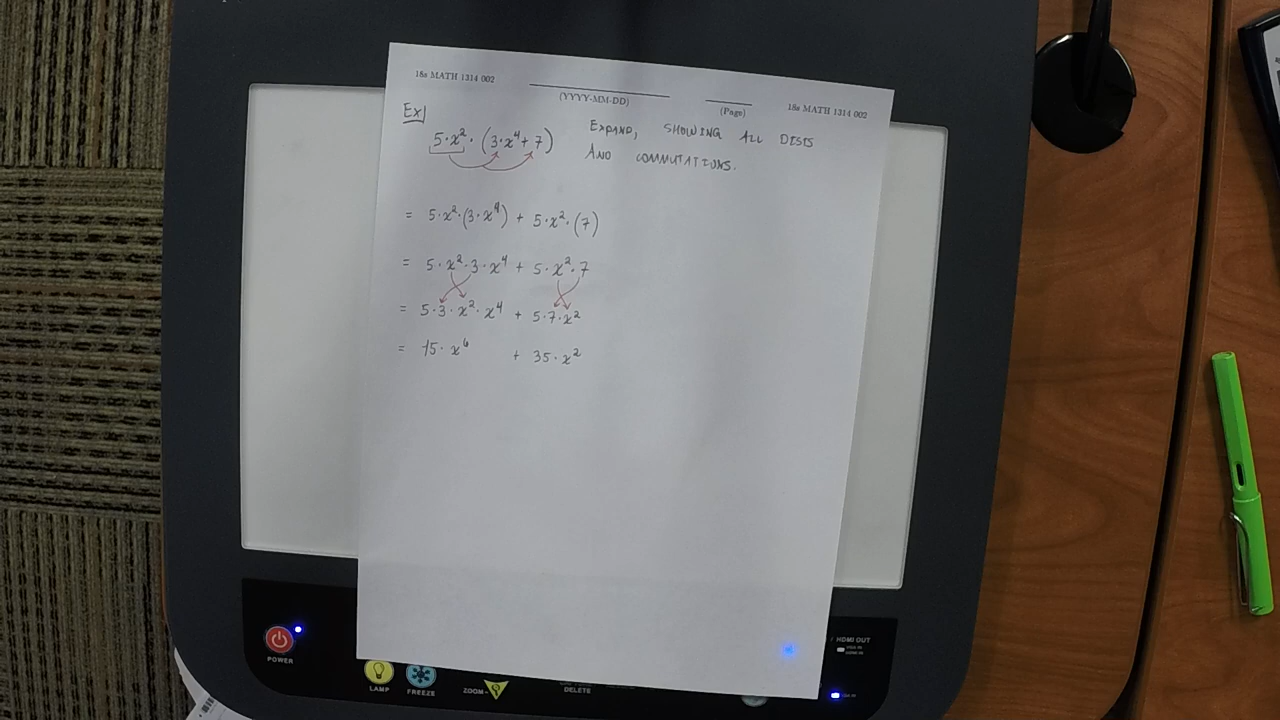 18s MATH 1314 002
(YYYY-MM-DD)
(Page)
18s MATH 1314 002
Ex|
5·x²·(3·x⁴+7)
EXPAND, SHOWING ALL DISTS
AND COMMUTATIONS.
= 5·x²·(3·x⁴) + 5·x²·(7)
= 5·x²·3·x⁴ + 5·x²·7
= 5·3·x²·x⁴ + 5·7·x²
= 15·x⁶ + 35·x²
POWER
LAMP
FREEZE
ZOOM-
DELETE
/ HDMI OUT